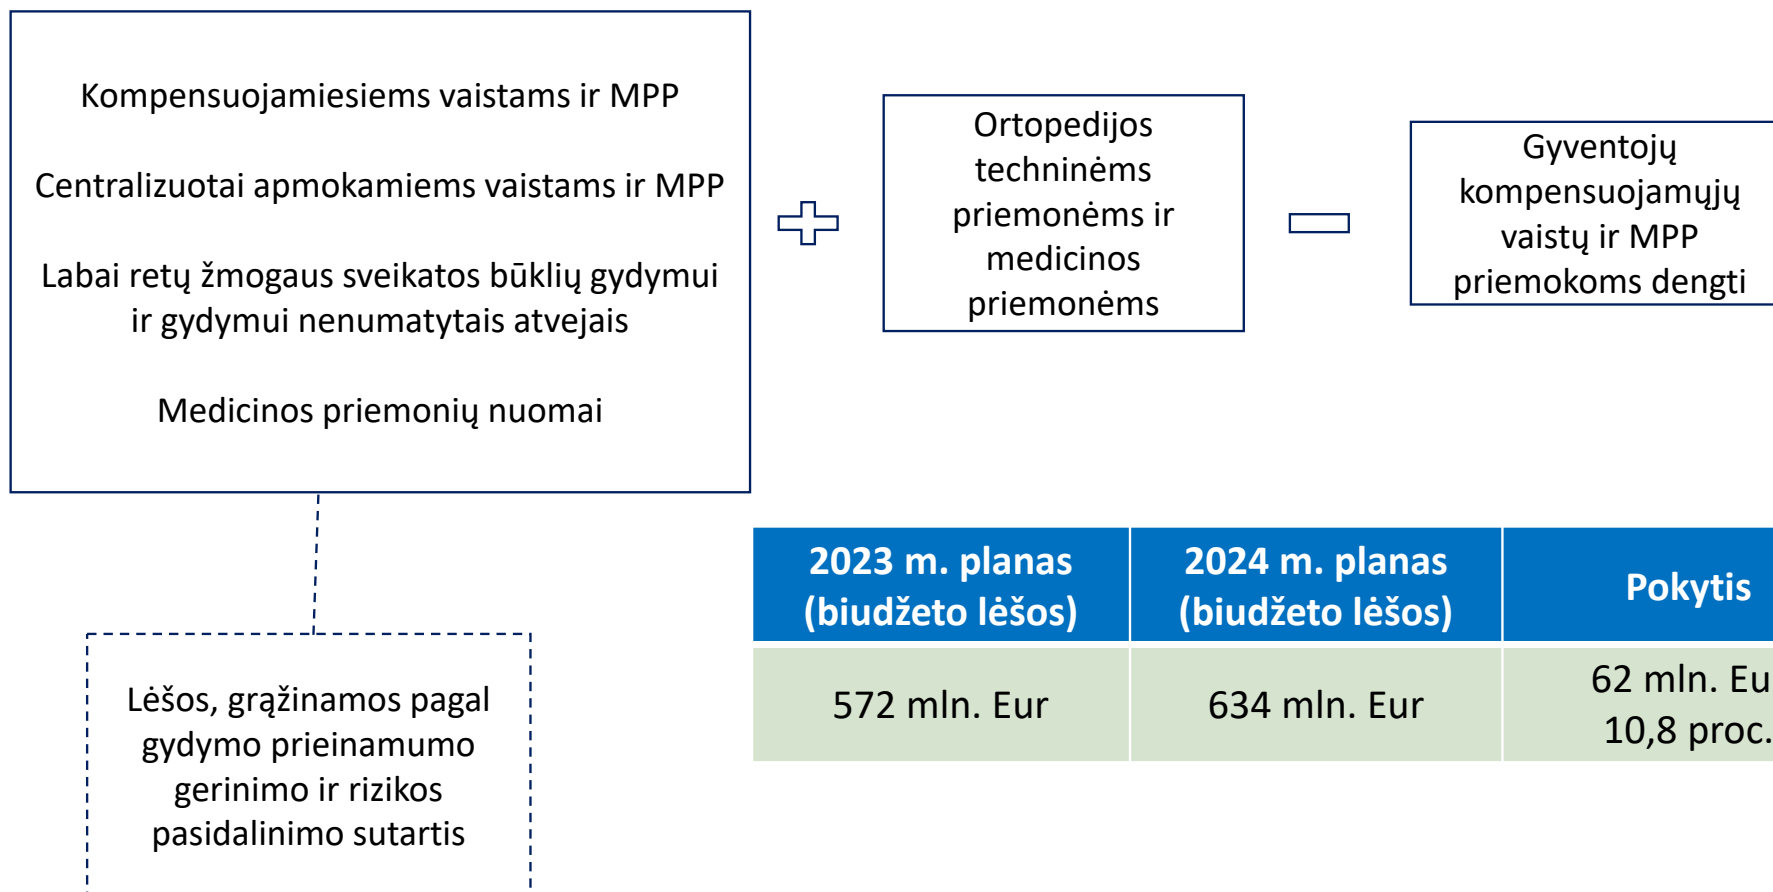 Kompensuojamiesiems vaistams ir MPP
Centralizuotai apmokamiems vaistams ir MPP
Labai retų žmogaus sveikatos būklių gydymui
ir gydymui nenumatytais atvejais
Medicinos priemonių nuomai
Ortopedijos
techninėms
priemonėms ir
medicinos
priemonėms
Gyventojų
kompensuojamųjų
vaistų ir MPP
priemokoms dengti
Lėšos, grąžinamos pagal
gydymo prieinamumo
gerinimo ir rizikos
pasidalinimo sutartis
2023 m. planas
(biudžeto lėšos)
2024 m. planas
(biudžeto lėšos)
Pokytis
572 mln. Eur
634 mln. Eur
62 mln. Eu
10,8 proc.